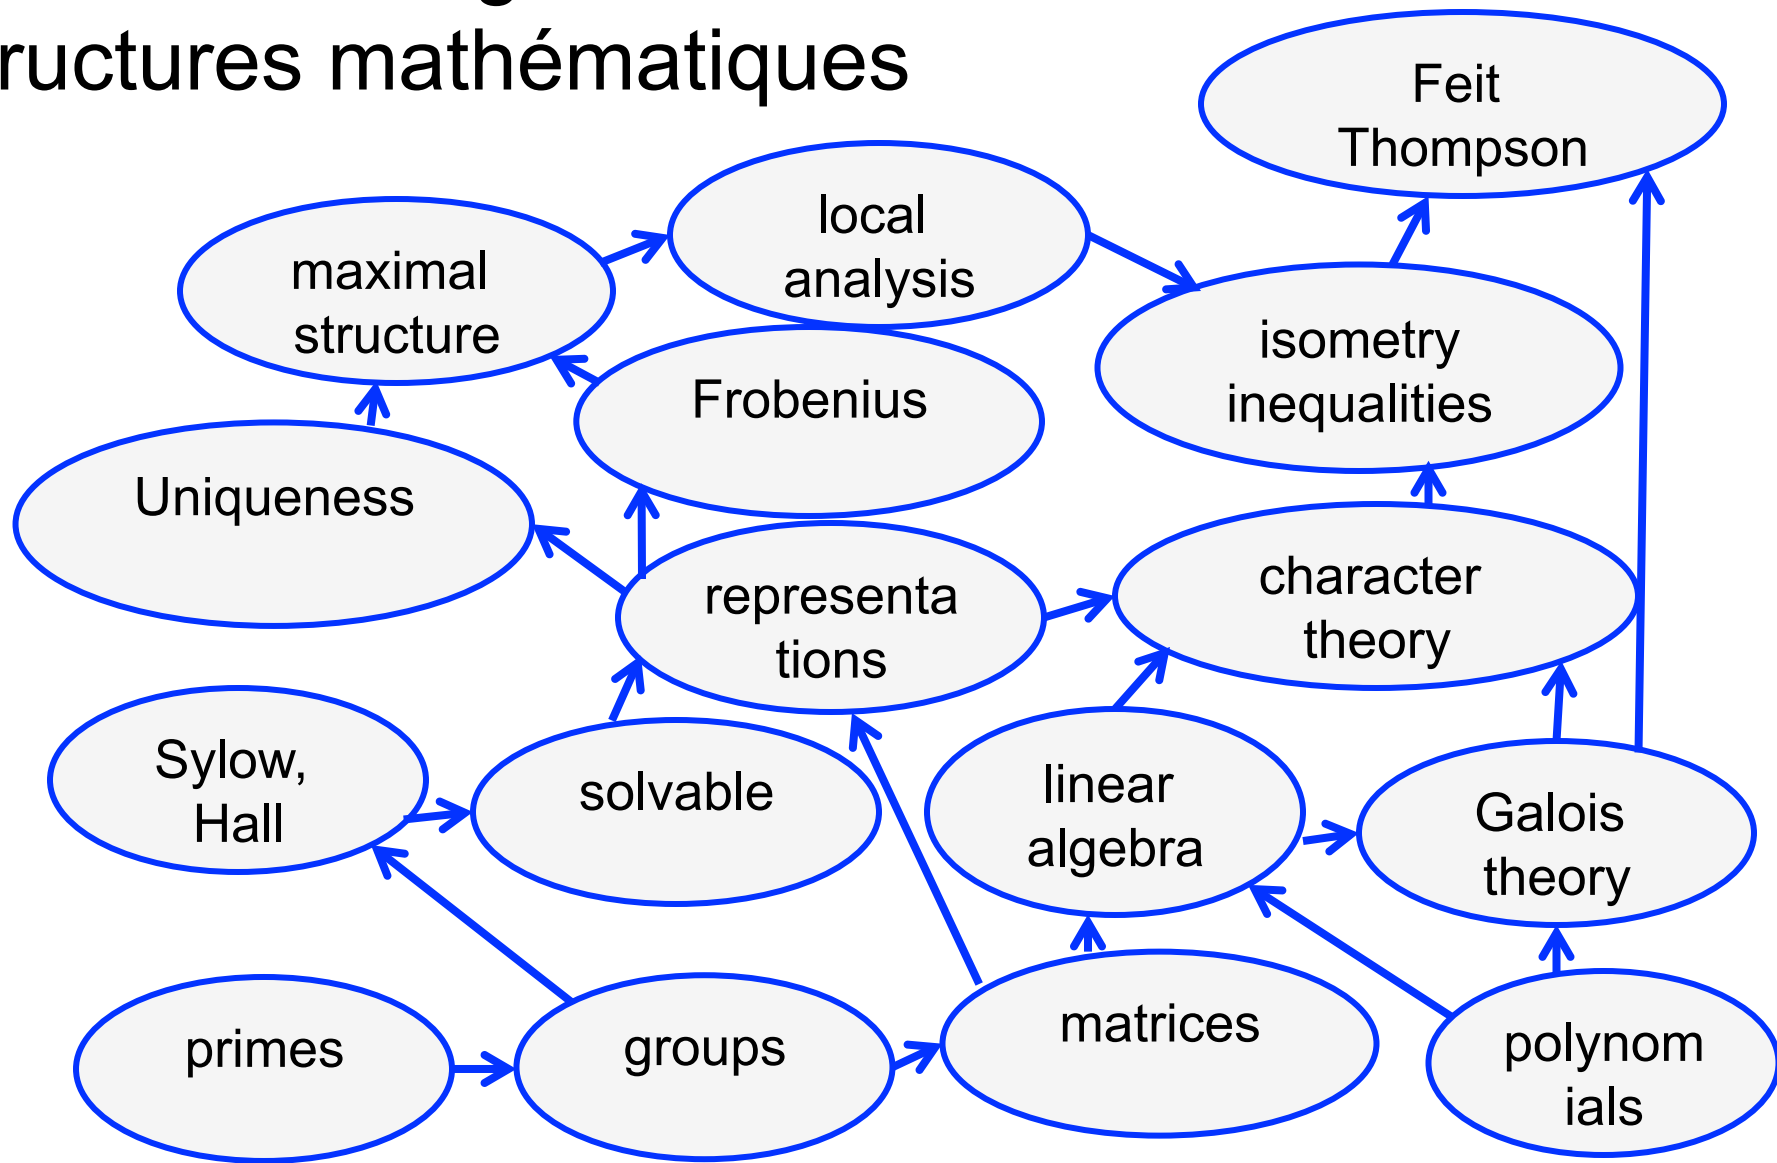 ructures mathématiques
Feit
Thompson
local
analysis
maximal
structure
isometry
inequalities
Frobenius
Uniqueness
character
theory
representa
tions
Sylow,
Hall
solvable
linear
algebra
Galois
theory
primes
groups
matrices
polynom
ials